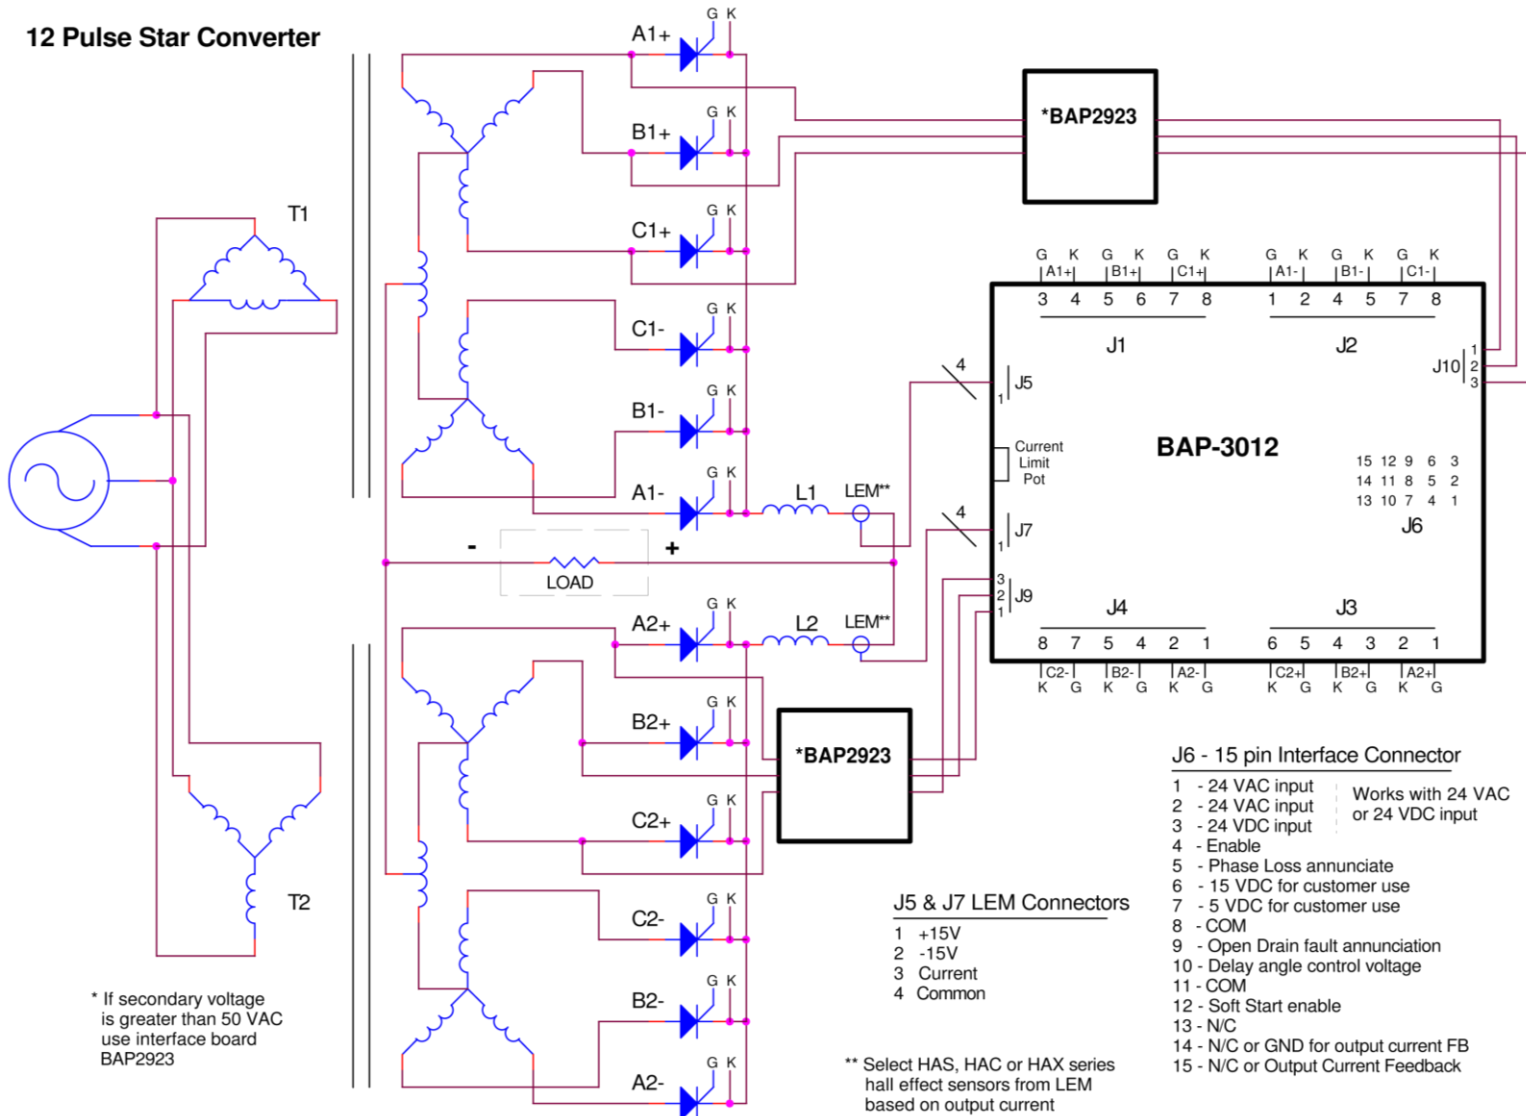 12 Pulse Star Converter
A1+
G K
B1+
G K
C1+
G K
C1-
G K
B1-
G K
A1-
G K
T1
T2
L1
LEM**
- +
LOAD
A2+
G K
L2
LEM**
B2+
G K
C2+
G K
C2-
G K
B2-
G K
A2-
G K
*BAP2923
*BAP2923
G K G K G K G K G K G K
A1+ B1+ C1+ A1- B1- C1-
3 4 5 6 7 8 1 2 4 5 7 8
J1 J2
4
J5
1
J10
1
2
3
Current
Limit
Pot
BAP-3012
15 12 9 6 3
14 11 8 5 2
13 10 7 4 1
J6
4
J7
1
3
2
1
J9
J4 J3
8 7 5 4 2 1 6 5 4 3 2 1
C2- B2- A2- C2+ B2+ A2+
K G K G K G K G K G K G
J6 - 15 pin Interface Connector
1 - 24 VAC input
2 - 24 VAC input
3 - 24 VDC input
Works with 24 VAC
or 24 VDC input
4 - Enable
5 - Phase Loss annunciate
6 - 15 VDC for customer use
7 - 5 VDC for customer use
8 - COM
9 - Open Drain fault annunciation
10 - Delay angle control voltage
11 - COM
12 - Soft Start enable
13 - N/C
14 - N/C or GND for output current FB
15 - N/C or Output Current Feedback
J5 & J7 LEM Connectors
1 +15V
2 -15V
3 Current
4 Common
* If secondary voltage
is greater than 50 VAC
use interface board
BAP2923
** Select HAS, HAC or HAX series
hall effect sensors from LEM
based on output current